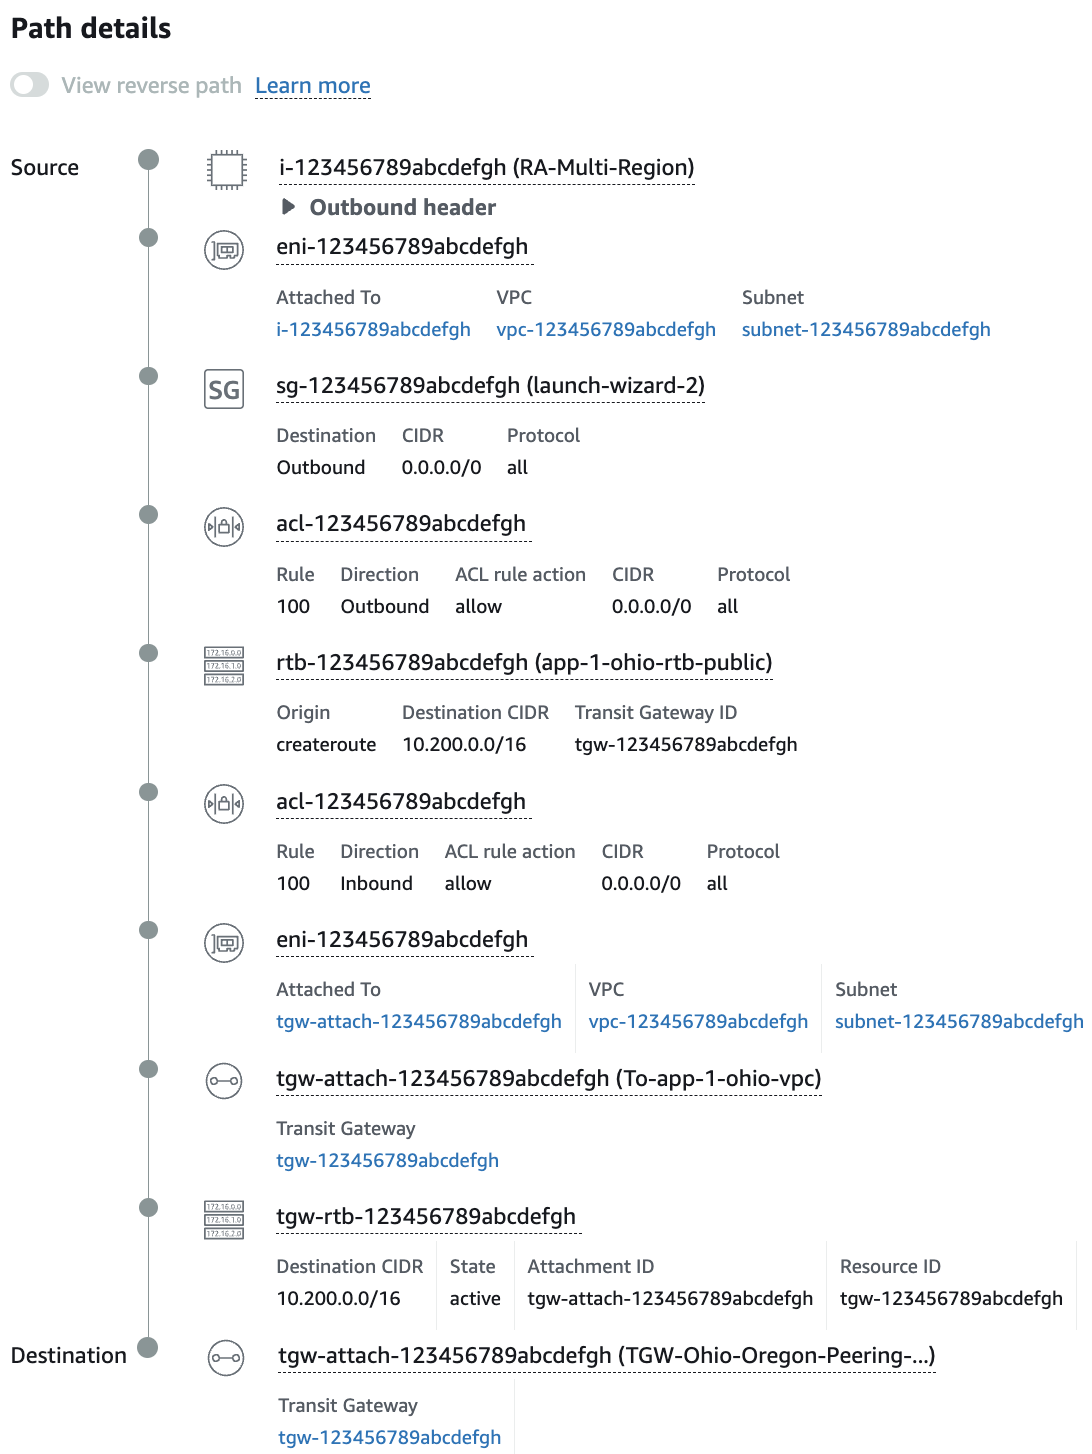 Path details
View reverse path Learn more
Source
i-123456789abcdefgh (RA-Multi-Region)
Outbound header
eni-123456789abcdefgh
Attached To VPC Subnet
i-123456789abcdefgh vpc-123456789abcdefgh subnet-123456789abcdefgh
SG
sg-123456789abcdefgh (launch-wizard-2)
Destination CIDR Protocol
Outbound 0.0.0.0/0 all
acl-123456789abcdefgh
Rule Direction ACL rule action CIDR Protocol
100 Outbound allow 0.0.0.0/0 all
172.16.0.0
172.16.1.0
172.16.2.0
rtb-123456789abcdefgh (app-1-ohio-rtb-public)
Origin Destination CIDR Transit Gateway ID
createroute 10.200.0.0/16 tgw-123456789abcdefgh
acl-123456789abcdefgh
Rule Direction ACL rule action CIDR Protocol
100 Inbound allow 0.0.0.0/0 all
eni-123456789abcdefgh
Attached To VPC Subnet
tgw-attach-123456789abcdefgh vpc-123456789abcdefgh subnet-123456789abcdefgh
tgw-attach-123456789abcdefgh (To-app-1-ohio-vpc)
Transit Gateway
tgw-123456789abcdefgh
172.16.0.0
172.16.1.0
172.16.2.0
tgw-rtb-123456789abcdefgh
Destination CIDR State Attachment ID Resource ID
10.200.0.0/16 active tgw-attach-123456789abcdefgh tgw-123456789abcdefgh
Destination
tgw-attach-123456789abcdefgh (TGW-Ohio-Oregon-Peering-...)
Transit Gateway
tgw-123456789abcdefgh